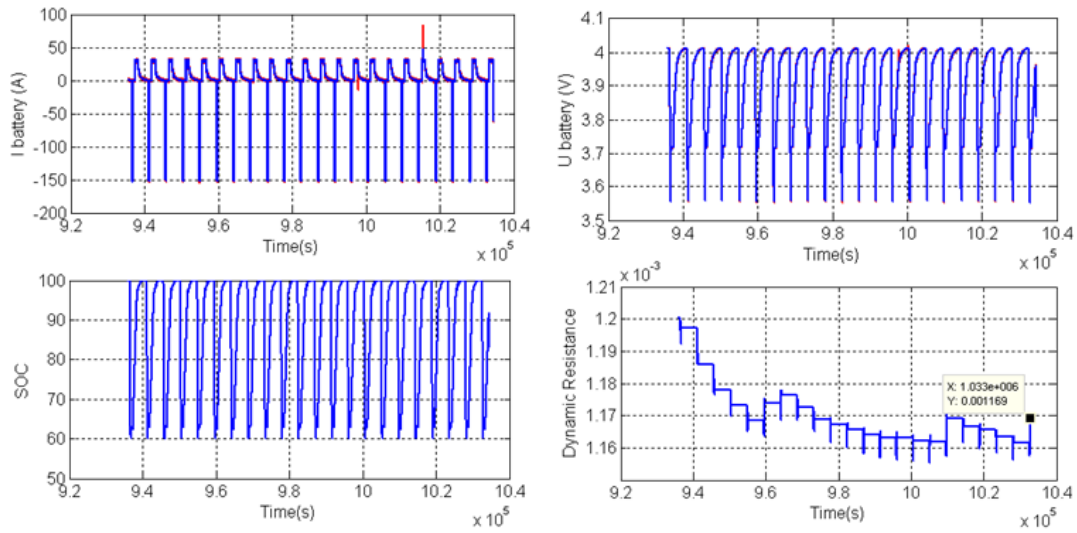 100
50
0
-50
-100
-150
-200
I battery (A)
9.2 9.4 9.6 9.8 10 10.2 10.4
Time(s)
x 10^5
4.1
4
3.9
3.8
3.7
3.6
3.5
U battery (V)
9.2 9.4 9.6 9.8 10 10.2 10.4
Time(s)
x 10^5
100
90
80
70
60
50
SOC
9.2 9.4 9.6 9.8 10 10.2 10.4
Time(s)
x 10^5
x 10^-3
1.21
1.2
1.19
1.18
1.17
1.16
Dynamic Resistance
X: 1.033e+006
Y: 0.001169
9.2 9.4 9.6 9.8 10 10.2 10.4
Time(s)
x 10^5